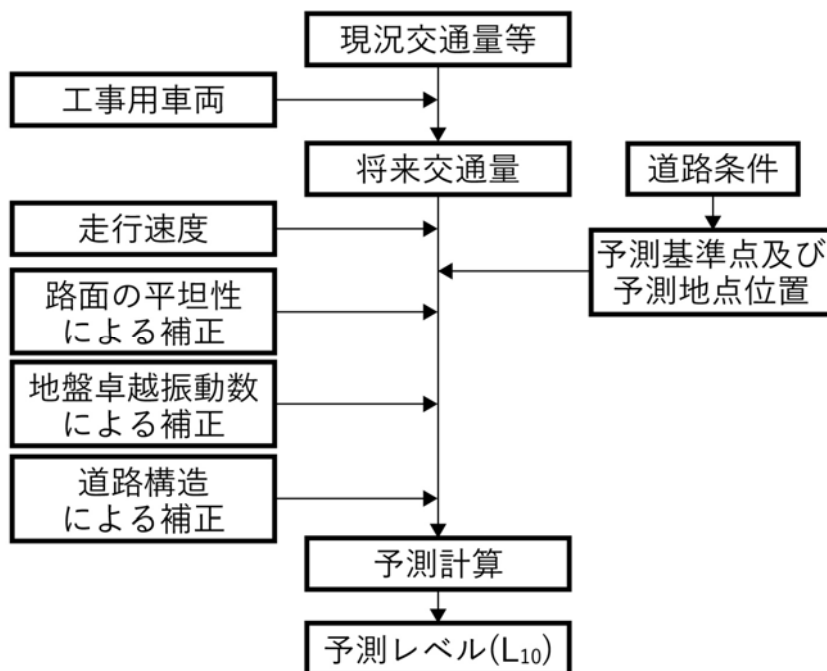 現況交通量等
工事用車両
将来交通量
道路条件
走行速度
予測基準点及び
予測地点位置
路面の平坦性
による補正
地盤卓越振動数
による補正
道路構造
による補正
予測計算
予測レベル(L₁₀)